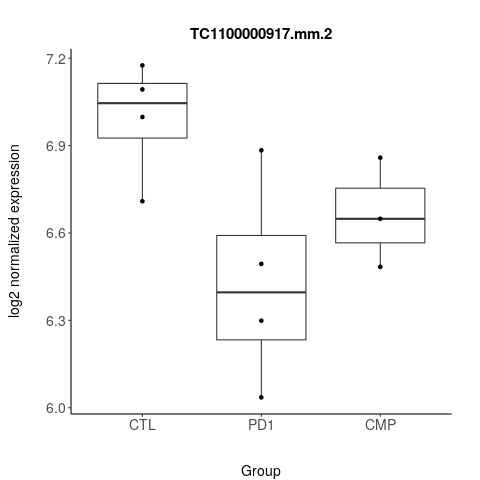 TC1100000917.mm.2
log2 normalized expression
7.2
6.9
6.6
6.3
6.0
CTL PD1 CMP
Group